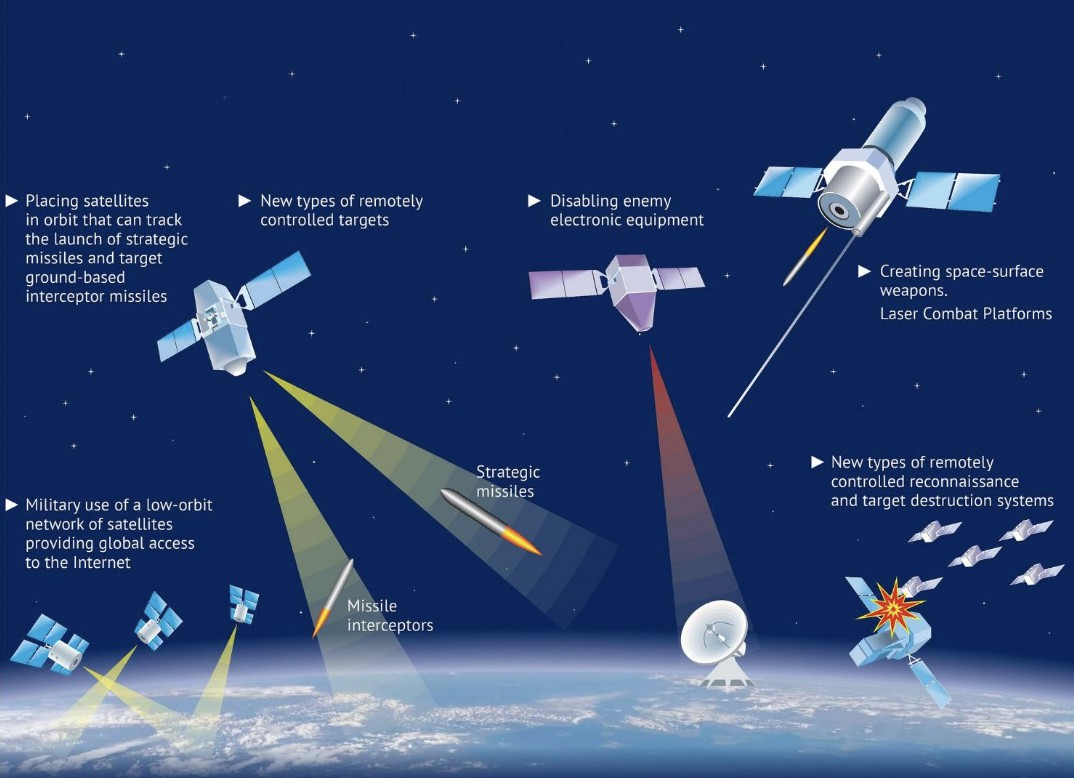 ▶ Placing satellites
in orbit that can track
the launch of strategic
missiles and target
ground-based
interceptor missiles
▶ New types of remotely
controlled targets
▶ Disabling enemy
electronic equipment
▶ Creating space-surface
weapons.
Laser Combat Platforms
Strategic
missiles
▶ New types of remotely
controlled reconnaissance
and target destruction systems
▶ Military use of a low-orbit
network of satellites
providing global access
to the Internet
Missile
interceptors